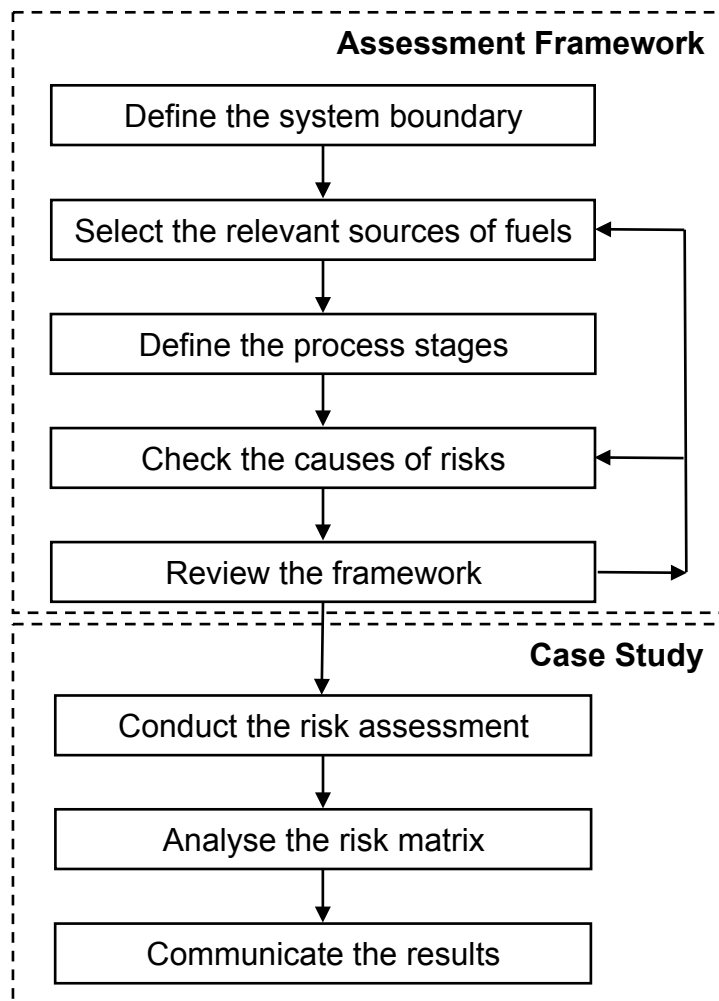 Assessment Framework
Define the system boundary
Select the relevant sources of fuels
Define the process stages
Check the causes of risks
Review the framework
Case Study
Conduct the risk assessment
Analyse the risk matrix
Communicate the results